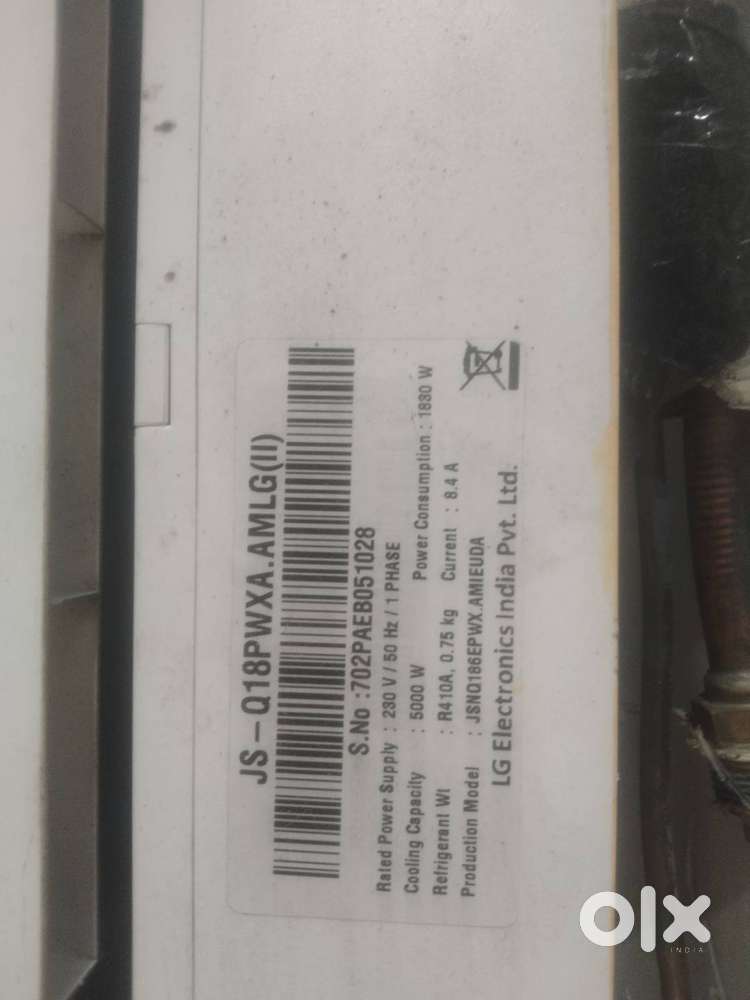 JS-Q18PWXA.AMLG(II)
S.No :702PAEB051028
Rated Power Supply : 230 V / 50 Hz / 1 PHASE
Cooling Capacity : 5000 W Power Consumption : 1830 W
Refrigerant Wt : R410A, 0.75 kg Current : 8.4 A
Production Model : JSNQ186EPWX.AMIEUDA
LG Electronics India Pvt. Ltd.
olx
INDIA